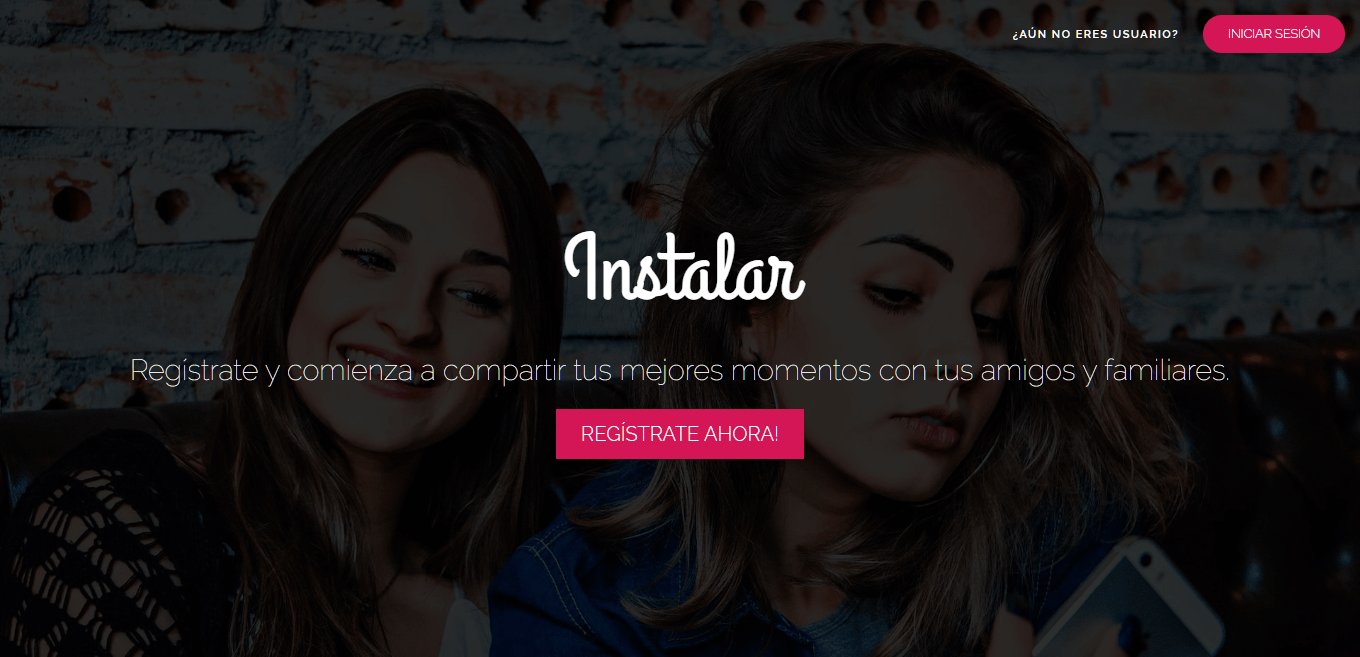 ¿AÚN NO ERES USUARIO? INICIAR SESIÓN
Instalar
Regístrate y comienza a compartir tus mejores momentos con tus amigos y familiares.
REGÍSTRATE AHORA!